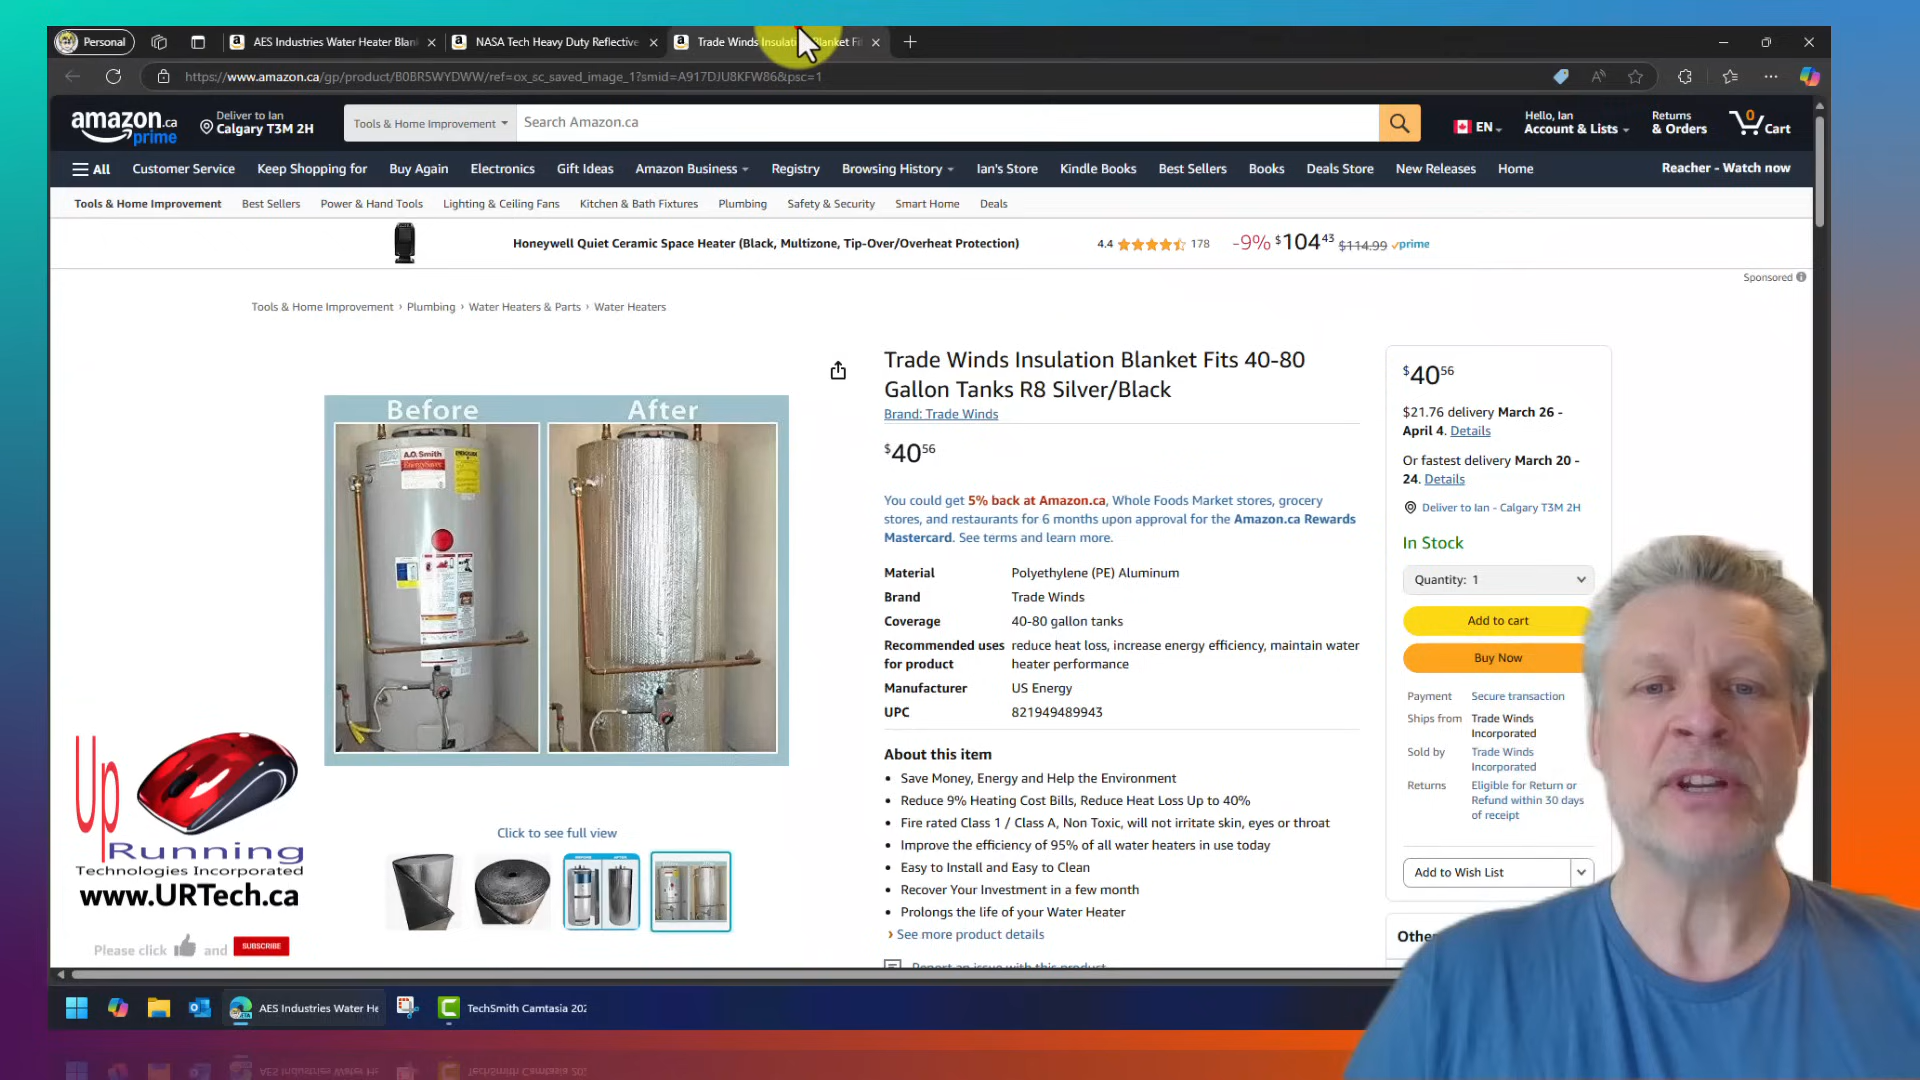 Personal
AES Industries Water Heater Blan
NASA Tech Heavy Duty Reflective
Trade Winds Insulation Blanket Fi
https://www.amazon.ca/gp/product/B0BR5WYDWW/ref=ox_sc_saved_image_1?smid=A917DJU8KFW86&psc=1
amazon.ca
prime
Deliver to Ian
Calgary T3M 2H
Tools & Home Improvement
Search Amazon.ca
EN
Hello, Ian
Account & Lists
Returns
& Orders
0
Cart
All
Customer Service
Keep Shopping for
Buy Again
Electronics
Gift Ideas
Amazon Business
Registry
Browsing History
Ian's Store
Kindle Books
Best Sellers
Books
Deals Store
New Releases
Home
Reacher - Watch now
Tools & Home Improvement
Best Sellers
Power & Hand Tools
Lighting & Ceiling Fans
Kitchen & Bath Fixtures
Plumbing
Safety & Security
Smart Home
Deals
Honeywell Quiet Ceramic Space Heater (Black, Multizone, Tip-Over/Overheat Protection)
4.4
178
-9% $104 43 $114.99 prime
Sponsored
Tools & Home Improvement › Plumbing › Water Heaters & Parts › Water Heaters
Before
After
A.O. Smith
Click to see full view
Trade Winds Insulation Blanket Fits 40-80
Gallon Tanks R8 Silver/Black
Brand: Trade Winds
$40 56
You could get 5% back at Amazon.ca, Whole Foods Market stores, grocery
stores, and restaurants for 6 months upon approval for the Amazon.ca Rewards
Mastercard. See terms and learn more.
Material Polyethylene (PE) Aluminum
Brand Trade Winds
Coverage 40-80 gallon tanks
Recommended uses reduce heat loss, increase energy efficiency, maintain water
for product heater performance
Manufacturer US Energy
UPC 821949489943
About this item
• Save Money, Energy and Help the Environment
• Reduce 9% Heating Cost Bills, Reduce Heat Loss Up to 40%
• Fire rated Class 1 / Class A, Non Toxic, will not irritate skin, eyes or throat
• Improve the efficiency of 95% of all water heaters in use today
• Easy to Install and Easy to Clean
• Recover Your Investment in a few month
• Prolongs the life of your Water Heater
› See more product details
Report an issue with this product
$40 56
$21.76 delivery March 26 -
April 4. Details
Or fastest delivery March 20 -
24. Details
Deliver to Ian - Calgary T3M 2H
In Stock
Quantity: 1
Add to cart
Buy Now
Payment Secure transaction
Ships from Trade Winds
Incorporated
Sold by Trade Winds
Incorporated
Returns Eligible for Return or
Refund within 30 days
of receipt
Add to Wish List
Othe
Up
Running
Technologies Incorporated
www.URTech.ca
Please click and SUBSCRIBE
AES Industries Water He
TechSmith Camtasia 202